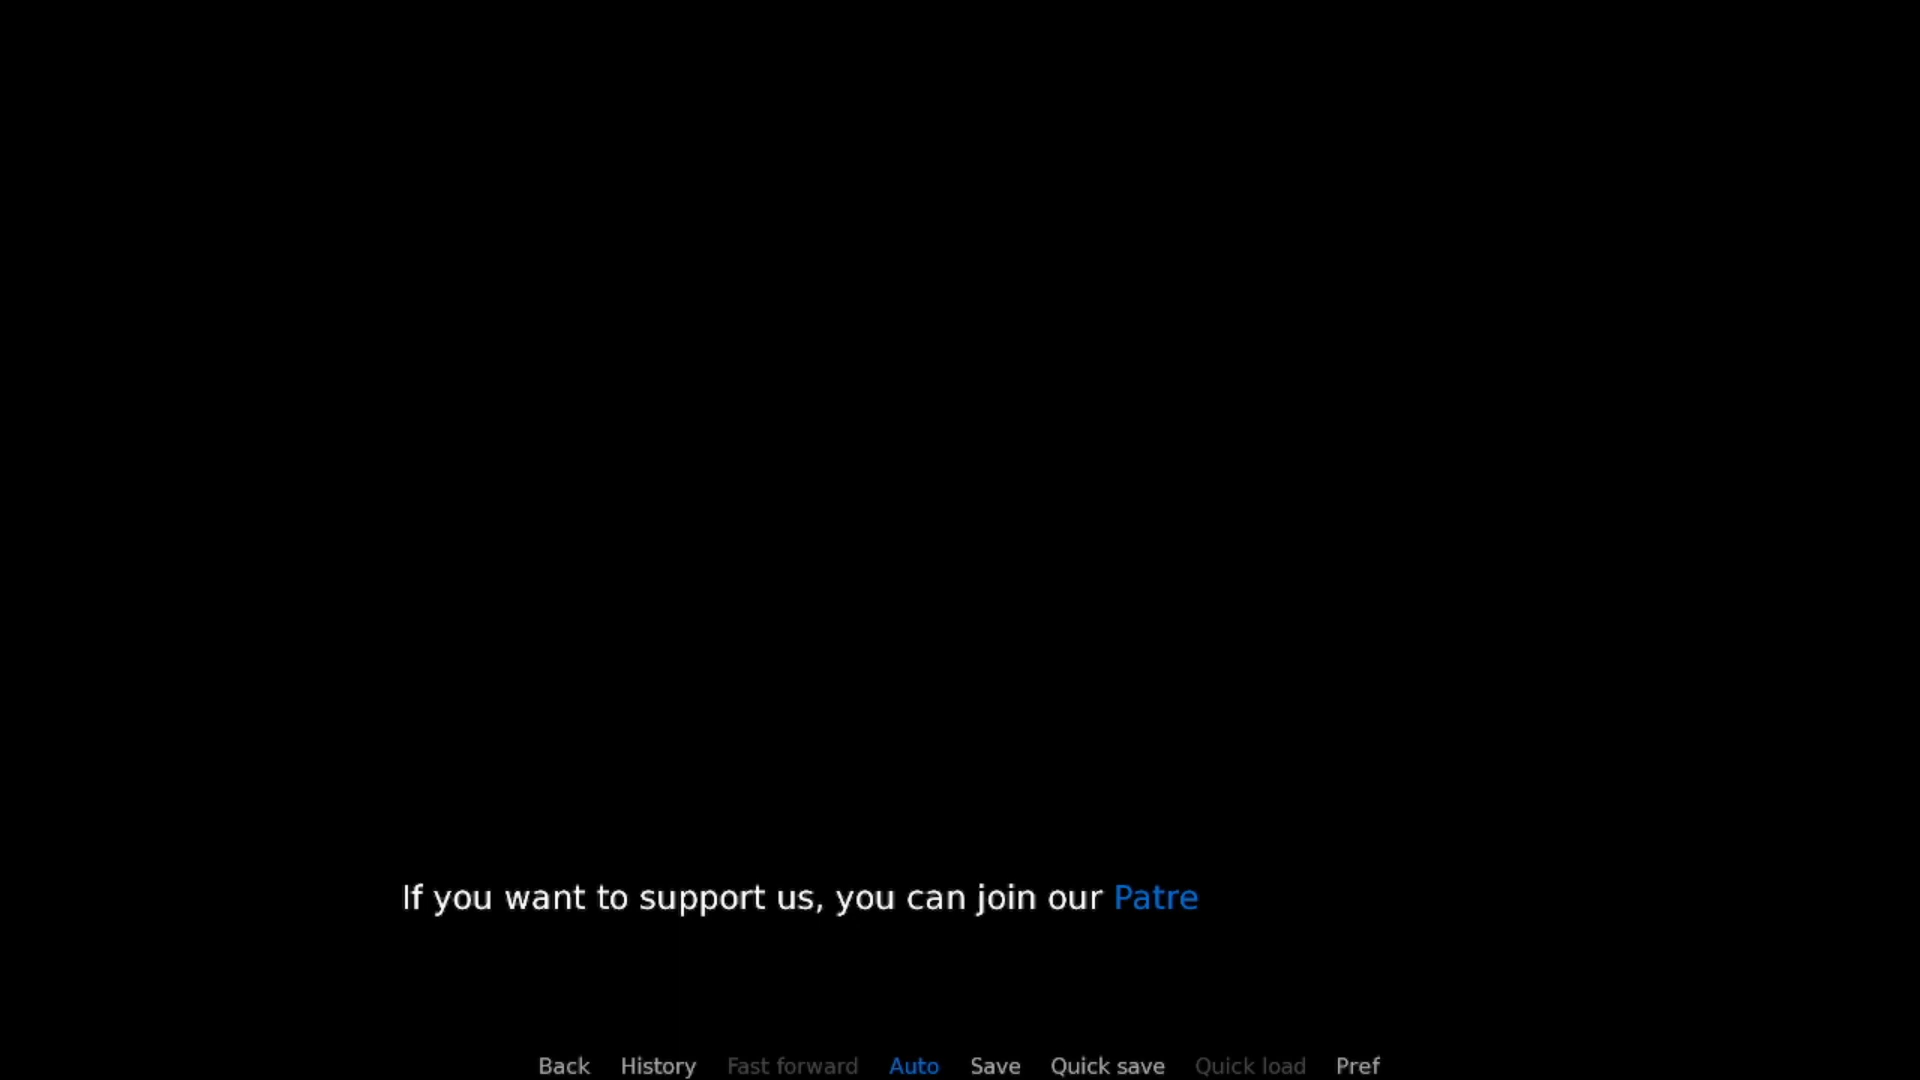 If you want to support us, you can join our Patre
Back History Fast forward Auto Save Quick save Quick load Pref